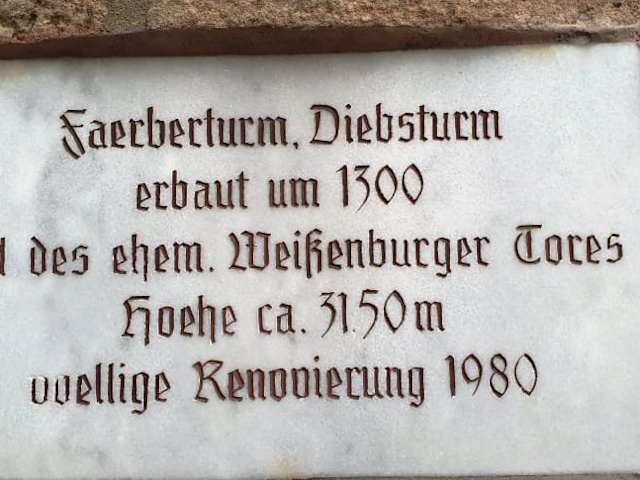 Faerberturm, Diebsturm
erbaut um 1300
des ehem. Weißenburger Tores
Hoehe ca. 31.50 m
voellige Renovierung 1980